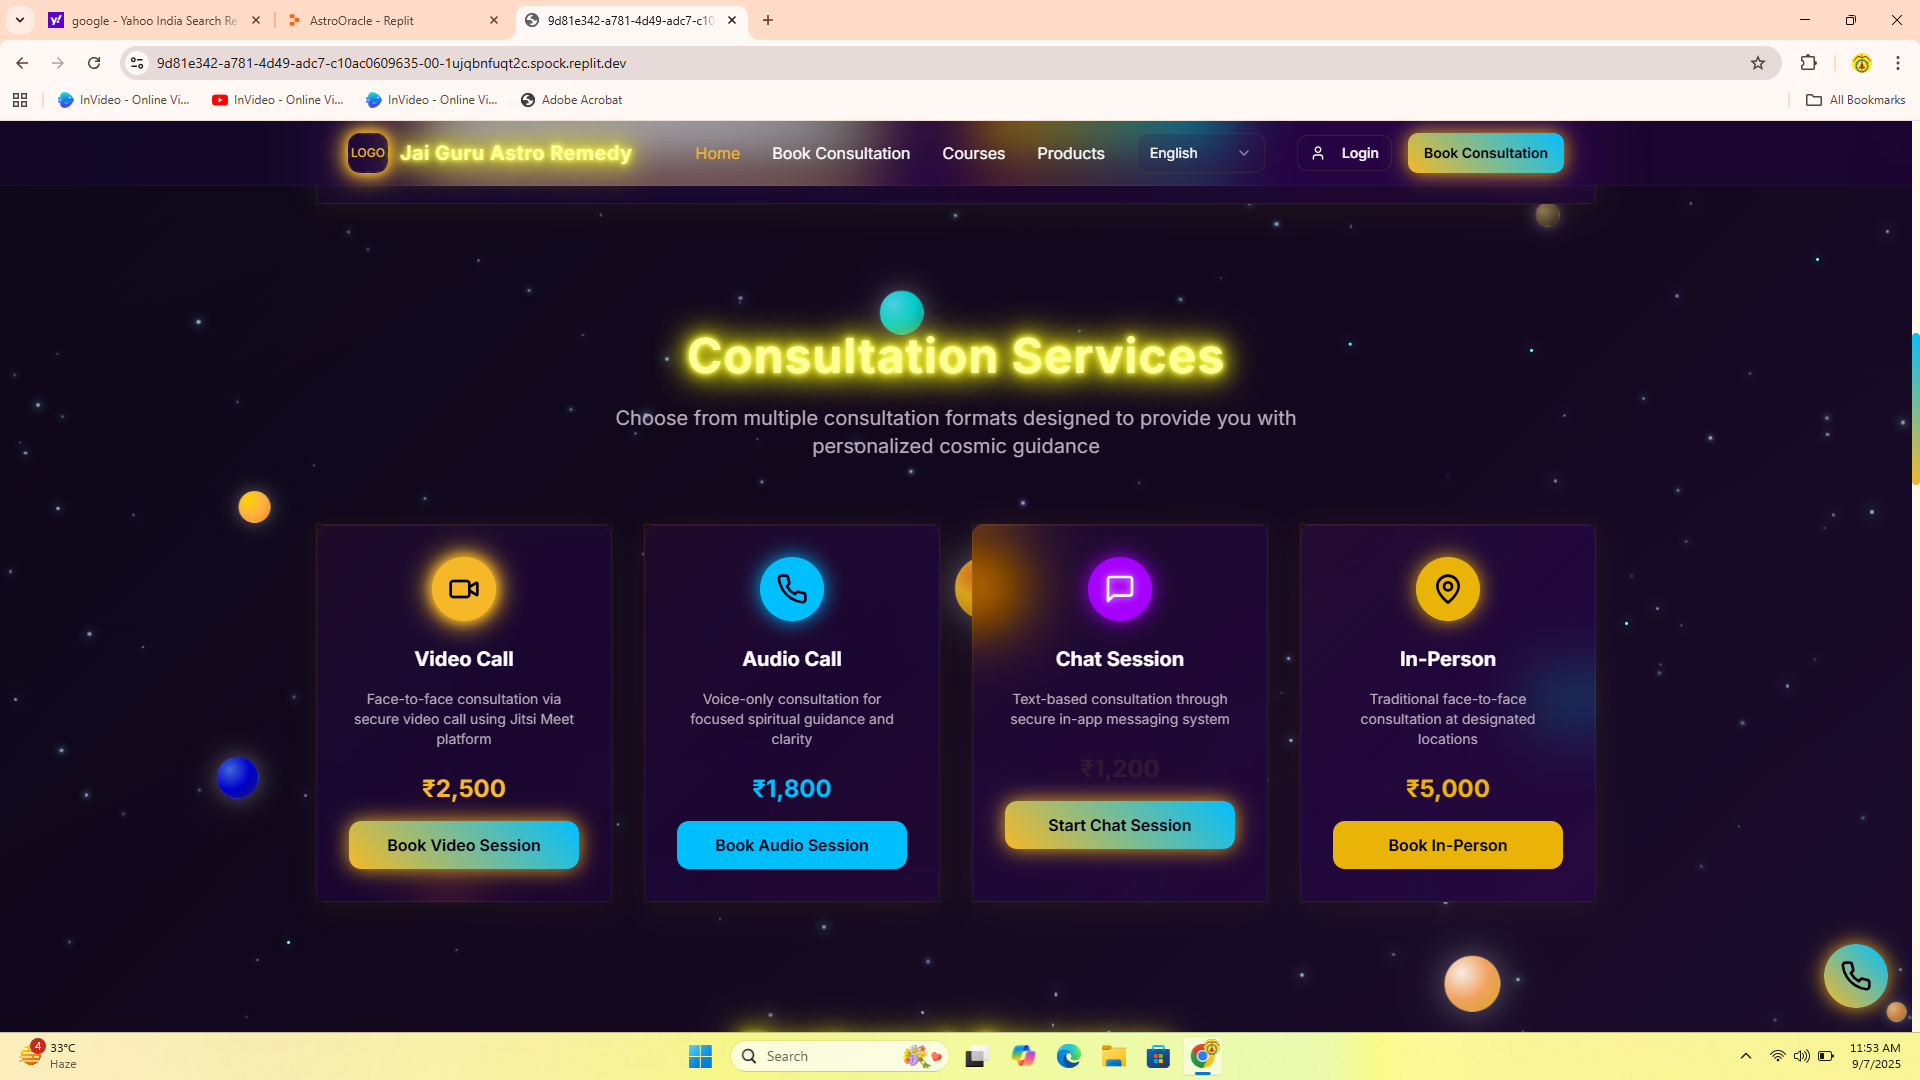 google - Yahoo India Search Re
AstroOracle - Replit
9d81e342-a781-4d49-adc7-c10
9d81e342-a781-4d49-adc7-c10ac0609635-00-1ujqbnfuqt2c.spock.replit.dev
InVideo - Online Vi...
InVideo - Online Vi...
InVideo - Online Vi...
Adobe Acrobat
All Bookmarks
LOGO
Jai Guru Astro Remedy
Home
Book Consultation
Courses
Products
English
Login
Book Consultation
Consultation Services
Choose from multiple consultation formats designed to provide you with
personalized cosmic guidance
Video Call
Face-to-face consultation via
secure video call using Jitsi Meet
platform
₹2,500
Book Video Session
Audio Call
Voice-only consultation for
focused spiritual guidance and
clarity
₹1,800
Book Audio Session
Chat Session
Text-based consultation through
secure in-app messaging system
₹1,200
Start Chat Session
In-Person
Traditional face-to-face
consultation at designated
locations
₹5,000
Book In-Person
4
33°C
Haze
Search
11:53 AM
9/7/2025